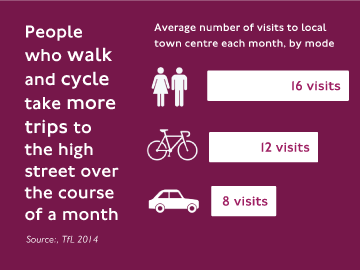 People
who walk
and cycle
take more
trips to
the high
street over
the course
of a month
Source:, TfL 2014
Average number of visits to local
town centre each month, by mode
16 visits
12 visits
8 visits